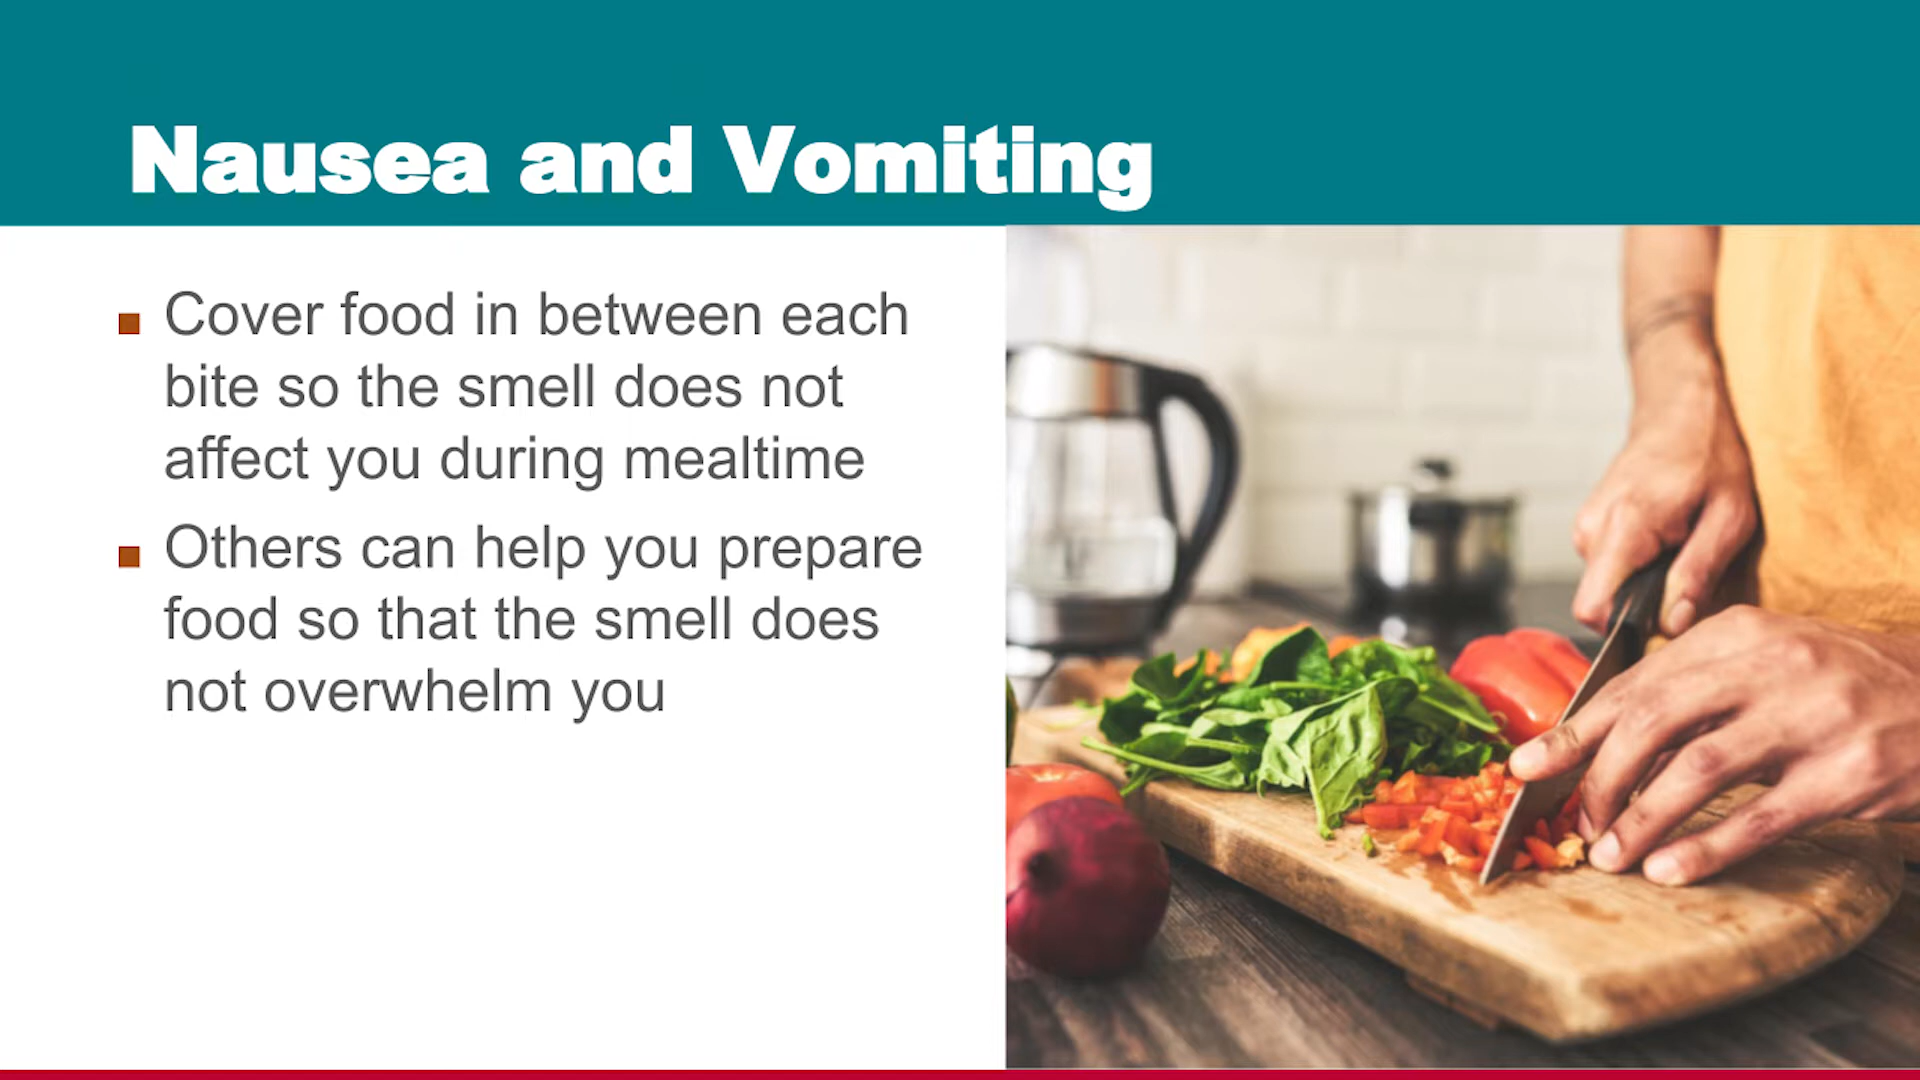 Nausea and Vomiting
Cover food in between each
bite so the smell does not
affect you during mealtime
Others can help you prepare
food so that the smell does
not overwhelm you